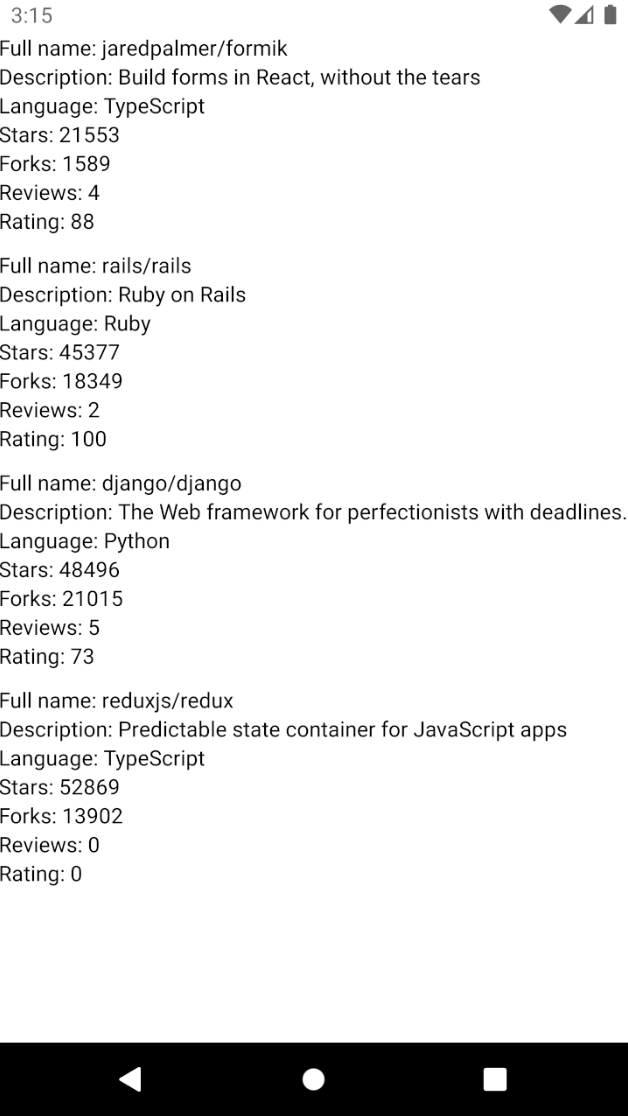 3:15
Full name: jaredpalmer/formik
Description: Build forms in React, without the tears
Language: TypeScript
Stars: 21553
Forks: 1589
Reviews: 4
Rating: 88
Full name: rails/rails
Description: Ruby on Rails
Language: Ruby
Stars: 45377
Forks: 18349
Reviews: 2
Rating: 100
Full name: django/django
Description: The Web framework for perfectionists with deadlines.
Language: Python
Stars: 48496
Forks: 21015
Reviews: 5
Rating: 73
Full name: reduxjs/redux
Description: Predictable state container for JavaScript apps
Language: TypeScript
Stars: 52869
Forks: 13902
Reviews: 0
Rating: 0